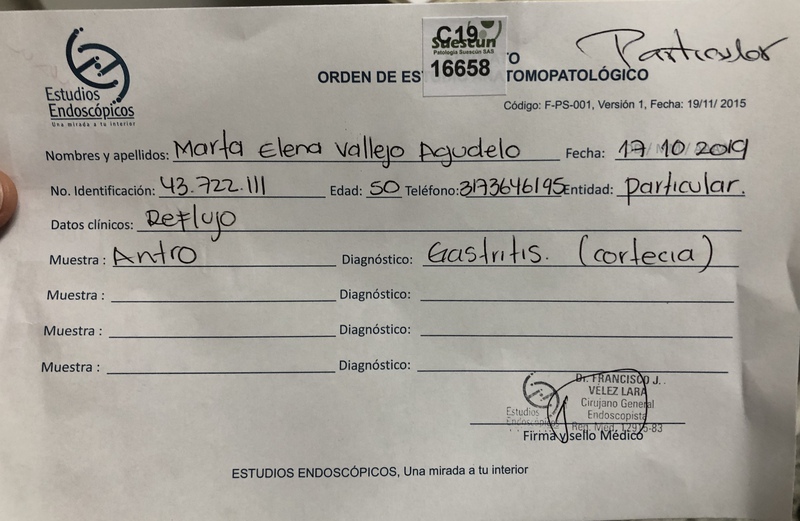 Estudios
Endoscópicos
Una mirada a tu interior
C19
Suescún
Patología Suescún SAS
16658
Particular
TO
ORDEN DE ES TOMOPATOLÓGICO
Código: F-PS-001, Versión 1, Fecha: 19/11/ 2015
Nombres y apellidos: Marta Elena Vallejo Agudelo Fecha: 17 10 2019
No. Identificación: 43.722.111 Edad: 50 Teléfono: 3173646195 Entidad: particular.
Datos clínicos: Reflujo
Muestra : Antro Diagnóstico: Gastritis. (cortecia)
Muestra : Diagnóstico:
Muestra : Diagnóstico:
Muestra : Diagnóstico:
Estudios
Endoscópicos
Dr. FRANCISCO J.
VÉLEZ LARA
Cirujano General
Endoscopista
Reg. Med. 12915-83
Firma y sello Médico
ESTUDIOS ENDOSCÓPICOS, Una mirada a tu interior